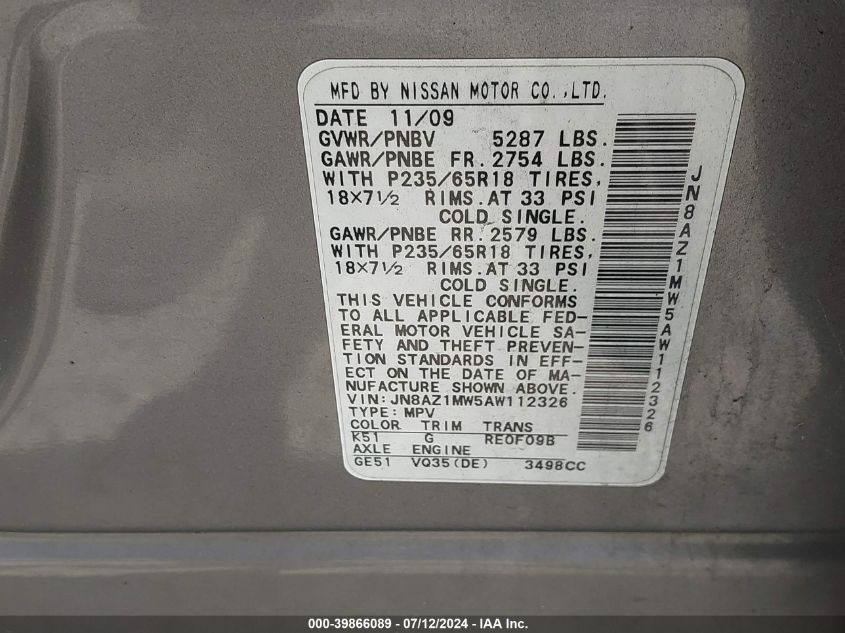 MFD BY NISSAN MOTOR CO.,LTD.
DATE 11/09
GVWR/PNBV 5287 LBS.
GAWR/PNBE FR.2754 LBS.
WITH P235/65R18 TIRES,
18×7½ RIMS.AT 33 PSI
COLD SINGLE.
GAWR/PNBE RR.2579 LBS.
WITH P235/65R18 TIRES,
18×7½ RIMS.AT 33 PSI
COLD SINGLE.
THIS VEHICLE CONFORMS
TO ALL APPLICABLE FED-
ERAL MOTOR VEHICLE SA-
FETY AND THEFT PREVEN-
TION STANDARDS IN EFF-
ECT ON THE DATE OF MA-
NUFACTURE SHOWN ABOVE.
VIN:JN8AZ1MW5AW112326
TYPE:MPV
COLOR TRIM TRANS
K51 G RE0F09B
AXLE ENGINE
GE51 VQ35(DE) 3498CC
JN8AZ1MW5AW112326
000-39866089 - 07/12/2024 - IAA Inc.